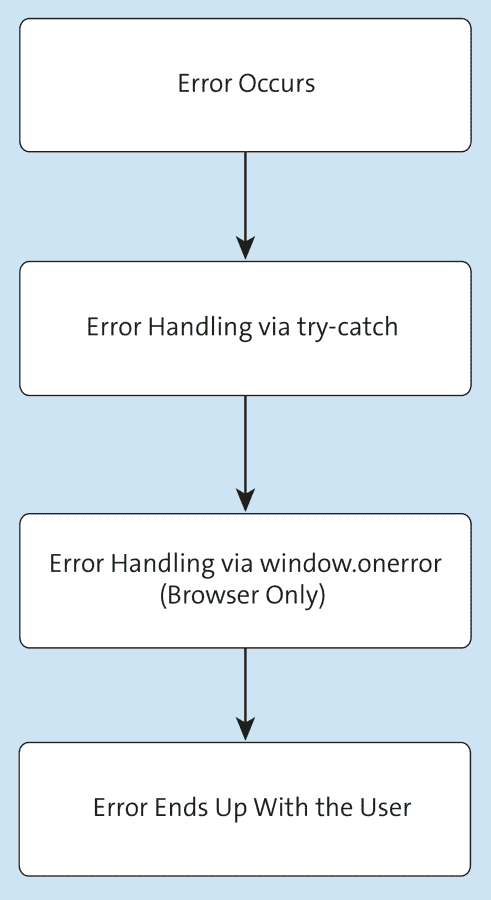 Error Occurs
Error Handling via try-catch
Error Handling via window.onerror
(Browser Only)
Error Ends Up With the User